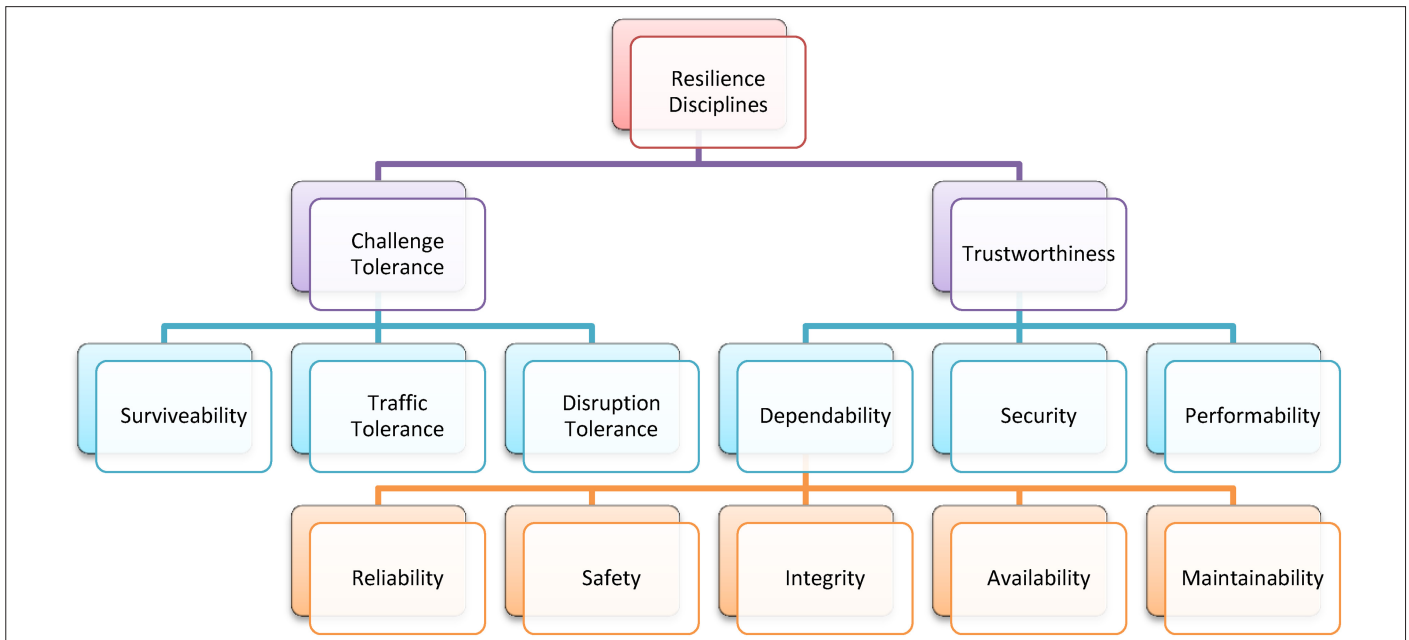 Resilience
Disciplines
Challenge
Tolerance
Trustworthiness
Surviveability
Traffic
Tolerance
Disruption
Tolerance
Dependability
Security
Performability
Reliability
Safety
Integrity
Availability
Maintainability